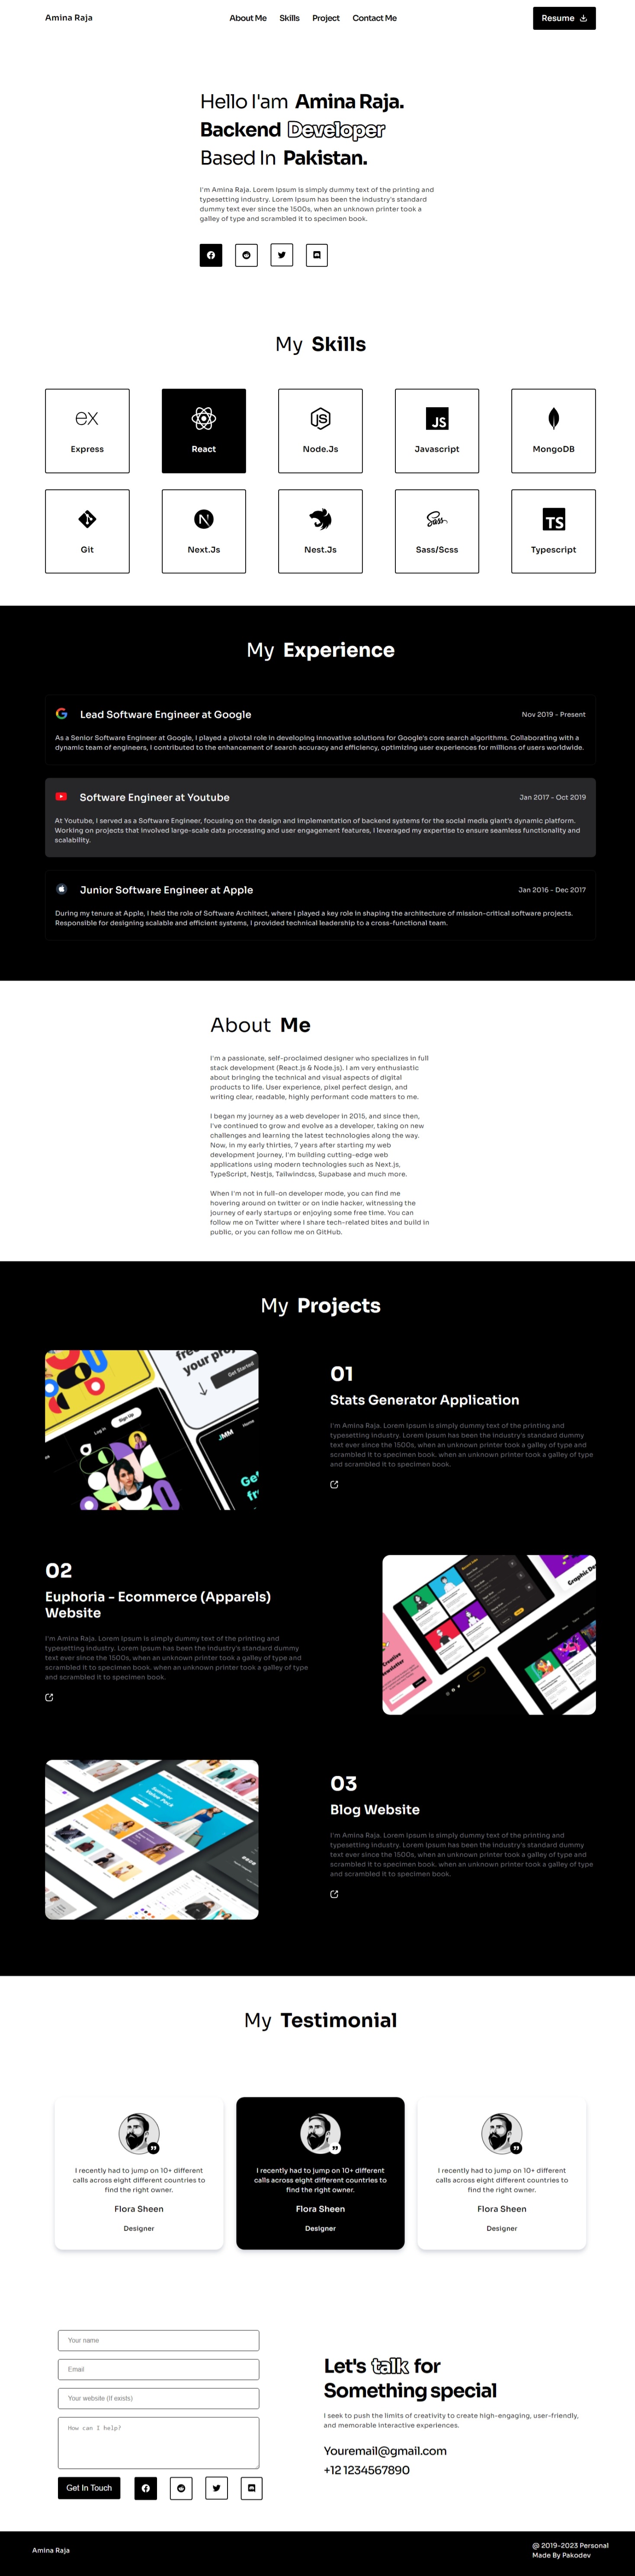 Amina Raja
About Me
Skills
Project
Contact Me
Resume
Hello I'am Amina Raja.
Backend Developer
Based In Pakistan.
I'm Amina Raja. Lorem Ipsum is simply dummy text of the printing and
typesetting industry. Lorem Ipsum has been the industry's standard
dummy text ever since the 1500s, when an unknown printer took a
galley of type and scrambled it to specimen book.
My Skills
ex
Express
React
JS
Node.Js
JS
Javascript
MongoDB
Git
N
Next.Js
Nest.Js
Sass
Sass/Scss
TS
Typescript
My Experience
Lead Software Engineer at Google
Nov 2019 - Present
As a Senior Software Engineer at Google, I played a pivotal role in developing innovative solutions for Google's core search algorithms. Collaborating with a
dynamic team of engineers, I contributed to the enhancement of search accuracy and efficiency, optimizing user experiences for millions of users worldwide.
Software Engineer at Youtube
Jan 2017 - Oct 2019
At Youtube, I served as a Software Engineer, focusing on the design and implementation of backend systems for the social media giant's dynamic platform.
Working on projects that involved large-scale data processing and user engagement features, I leveraged my expertise to ensure seamless functionality and
scalability.
Junior Software Engineer at Apple
Jan 2016 - Dec 2017
During my tenure at Apple, I held the role of Software Architect, where I played a key role in shaping the architecture of mission-critical software projects.
Responsible for designing scalable and efficient systems, I provided technical leadership to a cross-functional team.
About Me
I'm a passionate, self-proclaimed designer who specializes in full
stack development (React.js & Node.js). I am very enthusiastic
about bringing the technical and visual aspects of digital
products to life. User experience, pixel perfect design, and
writing clear, readable, highly performant code matters to me.
I began my journey as a web developer in 2015, and since then,
I've continued to grow and evolve as a developer, taking on new
challenges and learning the latest technologies along the way.
Now, in my early thirties, 7 years after starting my web
development journey, I'm building cutting-edge web
applications using modern technologies such as Next.js,
TypeScript, Nestjs, Tailwindcss, Supabase and much more.
When I'm not in full-on developer mode, you can find me
hovering around on twitter or on indie hacker, witnessing the
journey of early startups or enjoying some free time. You can
follow me on Twitter where I share tech-related bites and build in
public, or you can follow me on GitHub.
My Projects
your
Get Started
Log in
Sign Up
JMM
Home
01
Stats Generator Application
I'm Amina Raja. Lorem Ipsum is simply dummy text of the printing and
typesetting industry. Lorem Ipsum has been the industry's standard dummy
text ever since the 1500s, when an unknown printer took a galley of type and
scrambled it to specimen book. when an unknown printer took a galley of type
and scrambled it to specimen book.
02
Euphoria - Ecommerce (Apparels)
Website
I'm Amina Raja. Lorem Ipsum is simply dummy text of the printing and
typesetting industry. Lorem Ipsum has been the industry's standard dummy
text ever since the 1500s, when an unknown printer took a galley of type and
scrambled it to specimen book. when an unknown printer took a galley of type
and scrambled it to specimen book.
Graphic
03
Blog Website
I'm Amina Raja. Lorem Ipsum is simply dummy text of the printing and
typesetting industry. Lorem Ipsum has been the industry's standard dummy
text ever since the 1500s, when an unknown printer took a galley of type and
scrambled it to specimen book. when an unknown printer took a galley of type
and scrambled it to specimen book.
My Testimonial
I recently had to jump on 10+ different
calls across eight different countries to
find the right owner.
Flora Sheen
Designer
I recently had to jump on 10+ different
calls across eight different countries to
find the right owner.
Flora Sheen
Designer
I recently had to jump on 10+ different
calls across eight different countries to
find the right owner.
Flora Sheen
Designer
Your name
Email
Your website (If exists)
How can I help?
Get In Touch
Let's talk for
Something special
I seek to push the limits of creativity to create high-engaging, user-friendly,
and memorable interactive experiences.
Youremail@gmail.com
+12 1234567890
Amina Raja
@ 2019-2023 Personal
Made By Pakodev